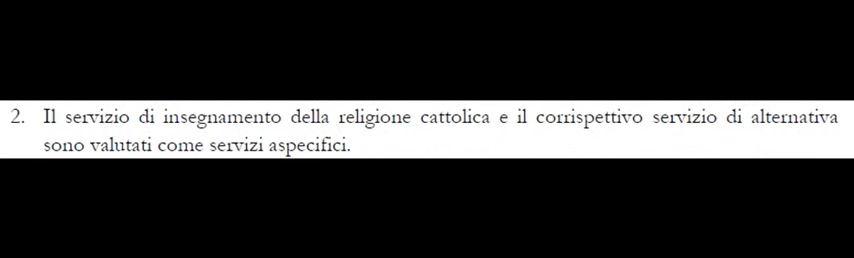 2. Il servizio di insegnamento della religione cattolica e il corrispettivo servizio di alternativa
sono valutati come servizi aspecifici.